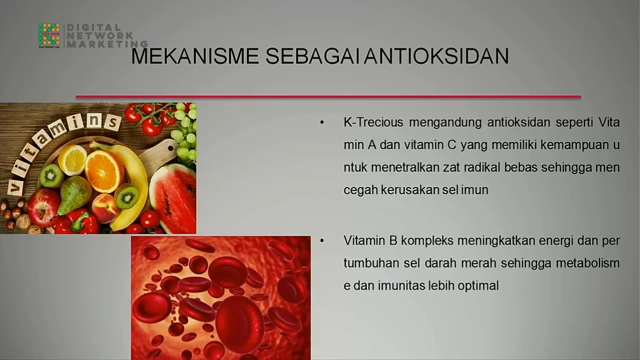 DIGITAL
NETWORK
MARKETING
MEKANISME SEBAGAI ANTIOKSIDAN
vitamins
• K-Trecious mengandung antioksidan seperti Vita
min A dan vitamin C yang memiliki kemampuan u
ntuk menetralkan zat radikal bebas sehingga men
cegah kerusakan sel imun
• Vitamin B kompleks meningkatkan energi dan per
tumbuhan sel darah merah sehingga metabolism
e dan imunitas lebih optimal